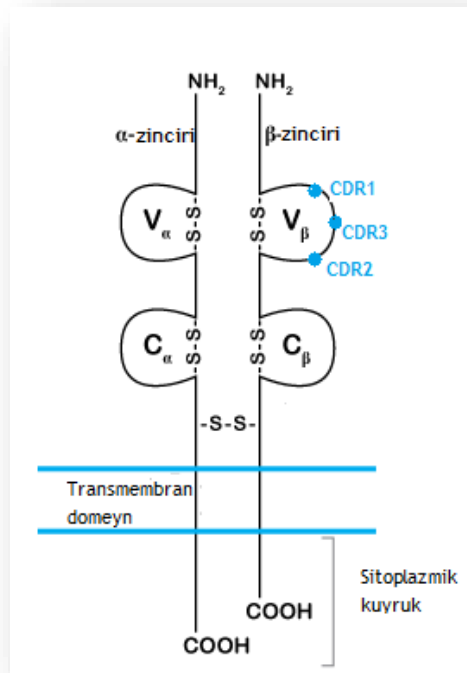 NH₂ NH₂
α-zinciri β-zinciri
CDR1
Vα S S S S Vβ
CDR3
CDR2
Cα S S S S Cβ
-S-S-
Transmembran
domeyn
Sitoplazmik
kuyruk
COOH
COOH